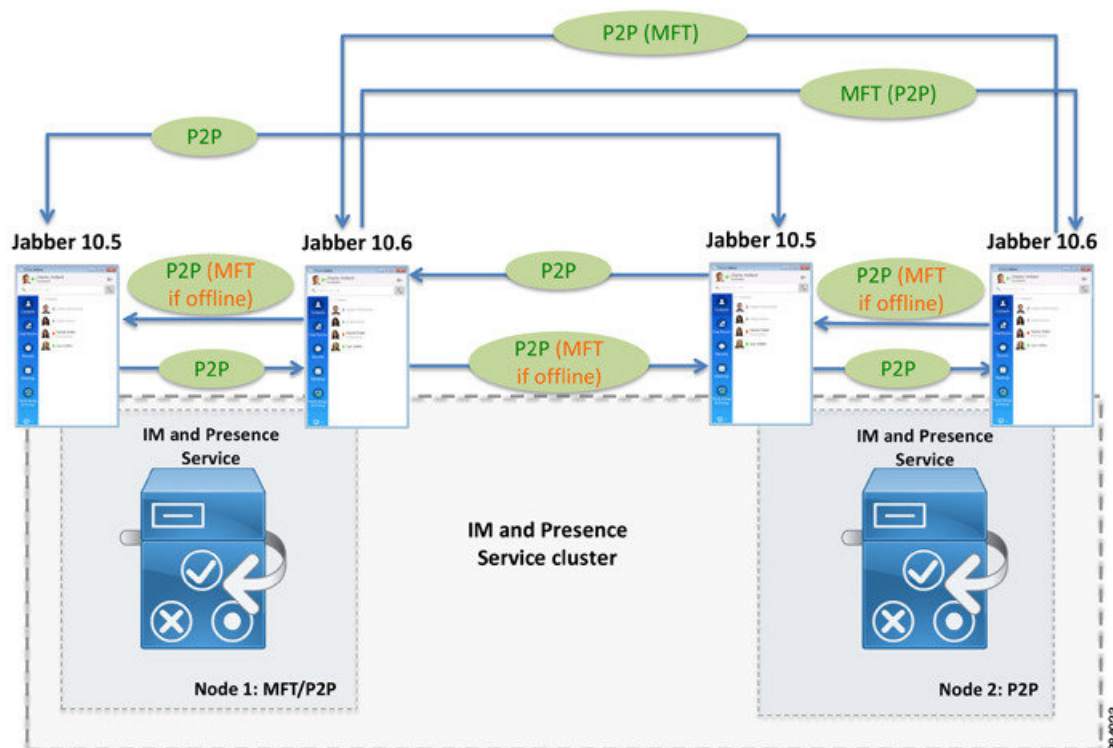 P2P (MFT)
MFT (P2P)
P2P
Jabber 10.5
Jabber 10.6
Jabber 10.5
Jabber 10.6
P2P (MFT
if offline)
P2P
P2P (MFT
if offline)
P2P
P2P (MFT
if offline)
P2P
IM and Presence
Service
IM and Presence
Service
IM and Presence
Service cluster
Node 1: MFT/P2P
Node 2: P2P